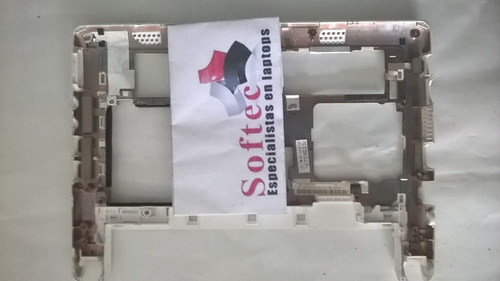 Softec
Especialistas en laptops